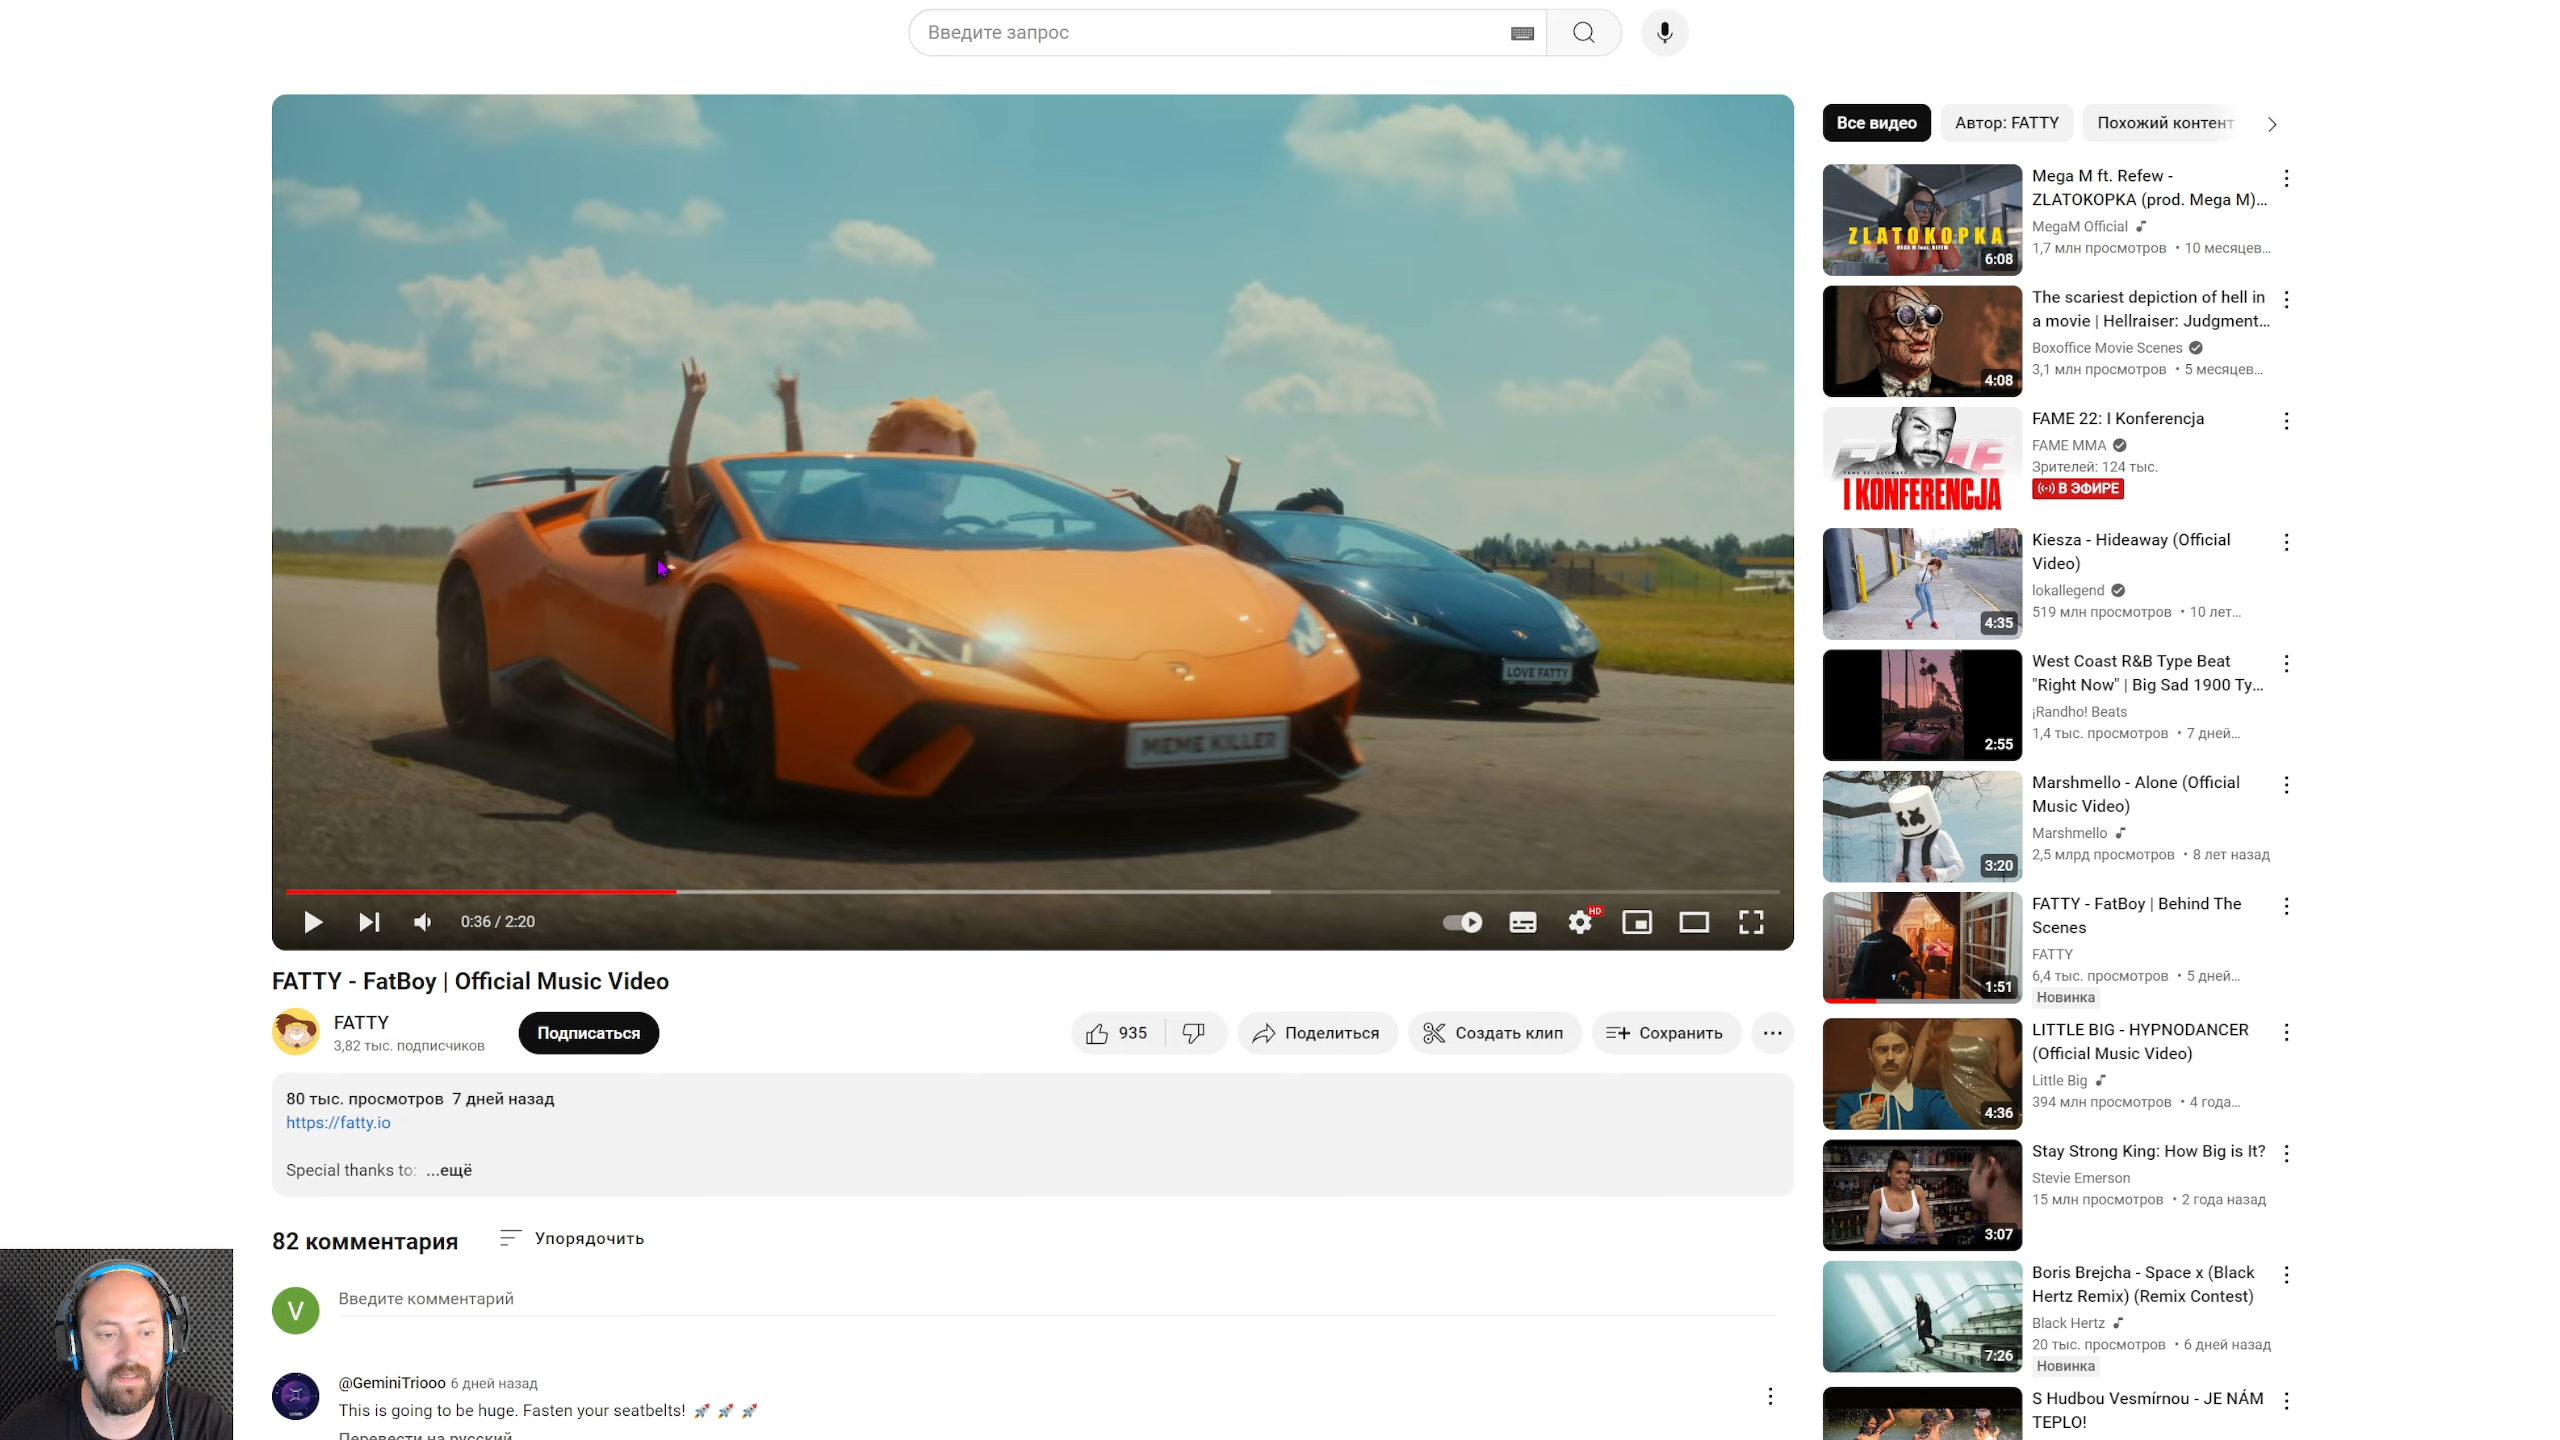 Введите запрос
LOVE FATTY
MEME KILLER
0:36 / 2:20
HD
FATTY - FatBoy | Official Music Video
FATTY
3,82 тыс. подписчиков
Подписаться
935
Поделиться
Создать клип
Сохранить
80 тыс. просмотров 7 дней назад
https://fatty.io
Special thanks to: ...ещё
82 комментария
Упорядочить
V
Введите комментарий
@GeminiTriooo 6 дней назад
This is going to be huge. Fasten your seatbelts! 🚀 🚀 🚀
Перевести на русский
Все видео
Автор: FATTY
Похожий контент
ZLATOKOPKA
6:08
Mega M ft. Refew -
ZLATOKOPKA (prod. Mega M)...
MegaM Official
1,7 млн просмотров • 10 месяцев...
4:08
The scariest depiction of hell in
a movie | Hellraiser: Judgment...
Boxoffice Movie Scenes
3,1 млн просмотров • 5 месяцев...
I KONFERENCJA
FAME 22: I Konferencja
FAME MMA
Зрителей: 124 тыс.
В ЭФИРЕ
4:35
Kiesza - Hideaway (Official
Video)
lokallegend
519 млн просмотров • 10 лет...
2:55
West Coast R&B Type Beat
"Right Now" | Big Sad 1900 Ty...
¡Randho! Beats
1,4 тыс. просмотров • 7 дней...
3:20
Marshmello - Alone (Official
Music Video)
Marshmello
2,5 млрд просмотров • 8 лет назад
1:51
FATTY - FatBoy | Behind The
Scenes
FATTY
6,4 тыс. просмотров • 5 дней...
Новинка
4:36
LITTLE BIG - HYPNODANCER
(Official Music Video)
Little Big
394 млн просмотров • 4 года...
3:07
Stay Strong King: How Big is It?
Stevie Emerson
15 млн просмотров • 2 года назад
7:26
Boris Brejcha - Space x (Black
Hertz Remix) (Remix Contest)
Black Hertz
20 тыс. просмотров • 6 дней назад
Новинка
S Hudbou Vesmírnou - JE NÁM
TEPLO!